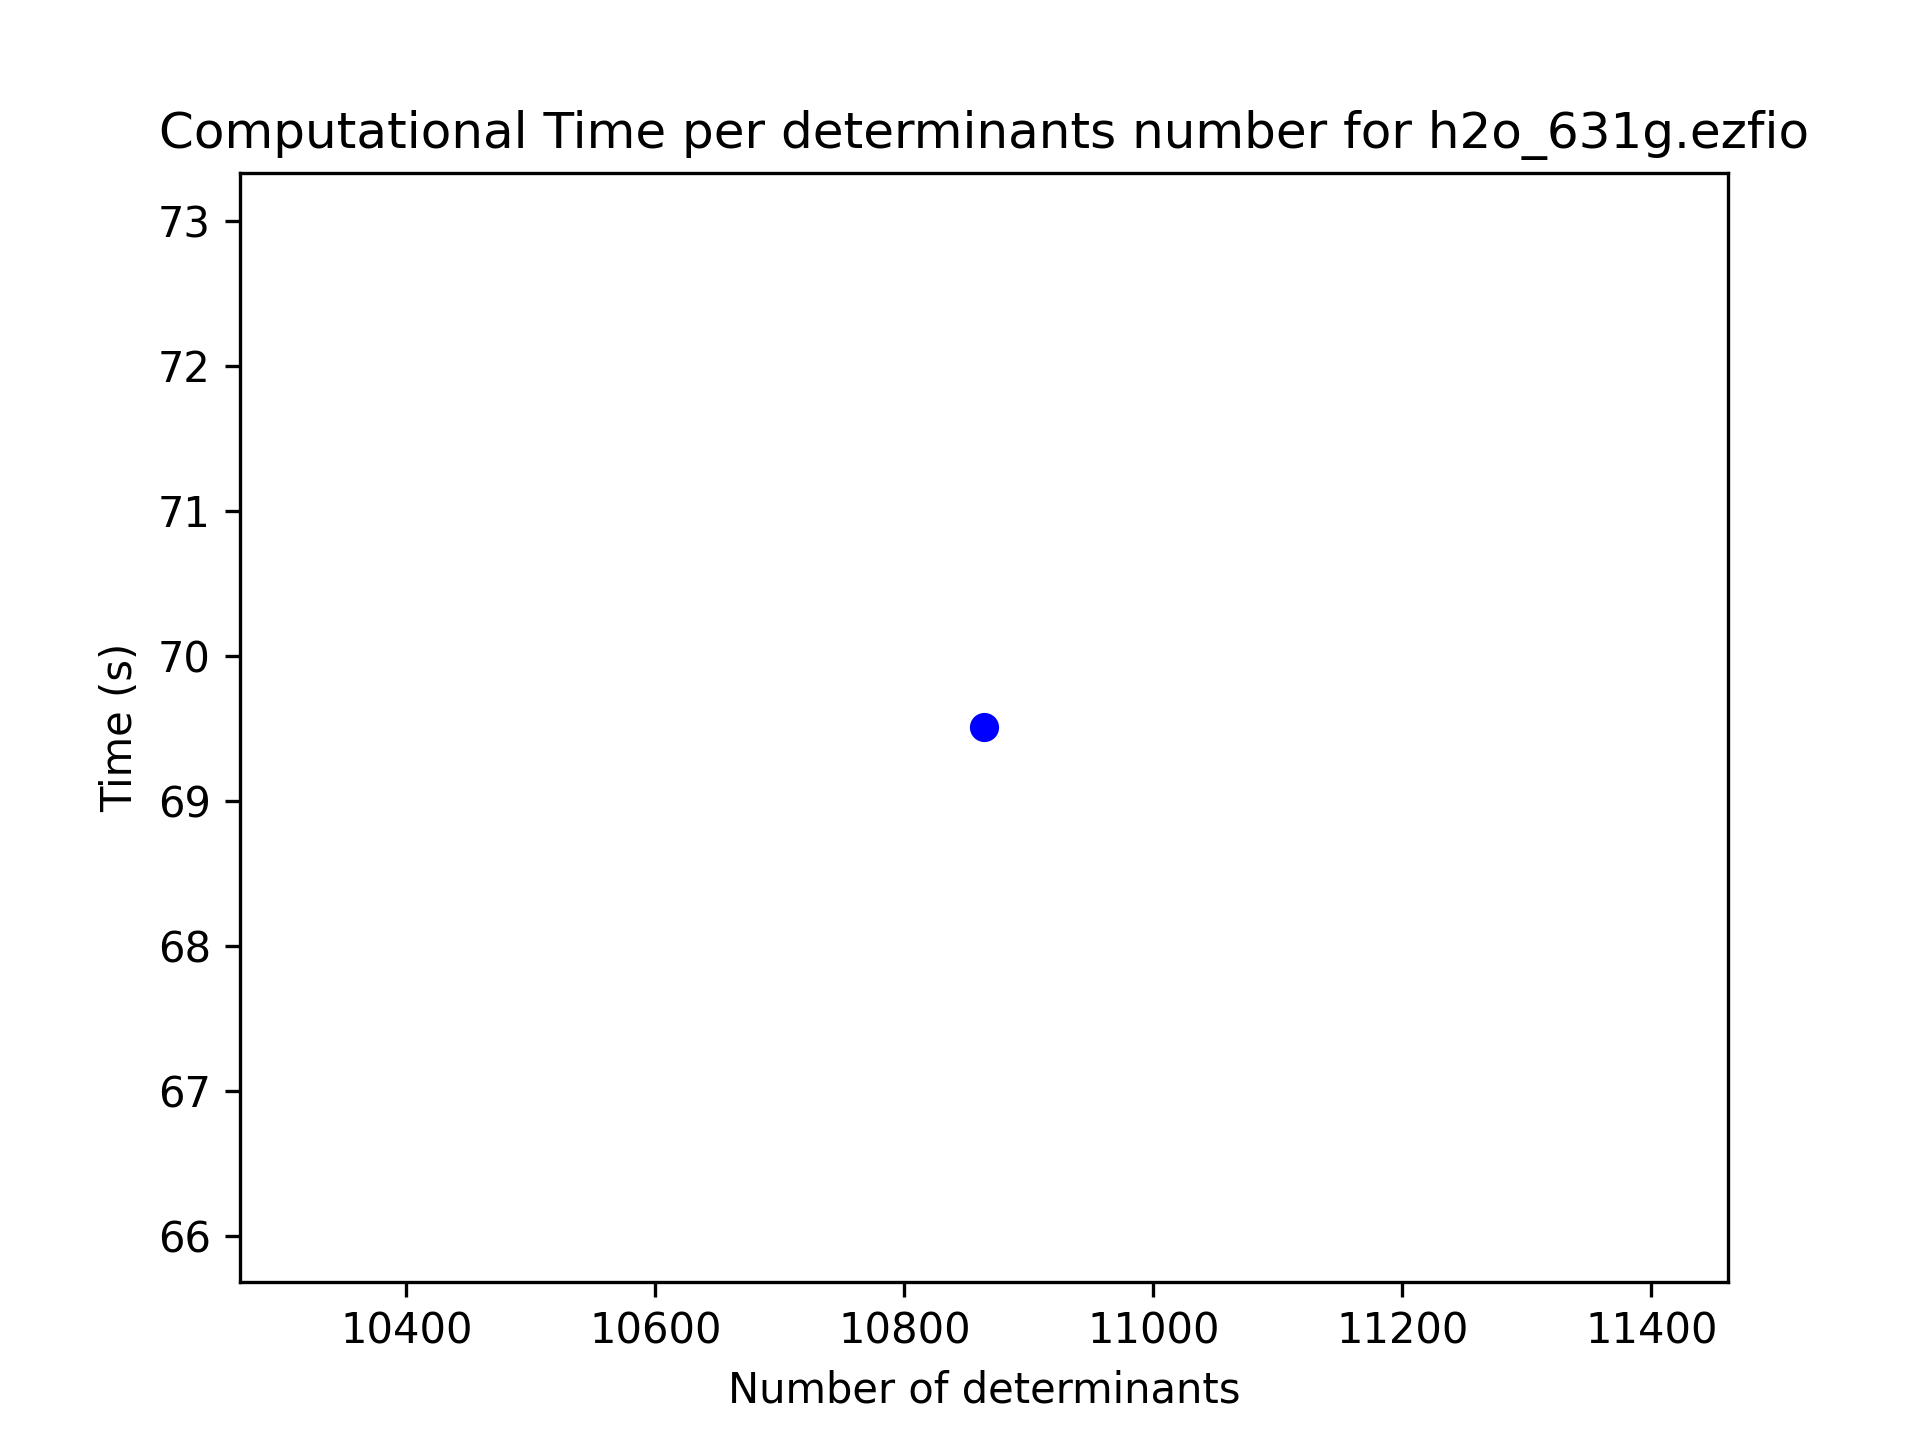 Computational Time per determinants number for h2o_631g.ezfio
73
72
71
70
69
68
67
66
Time (s)
10400 10600 10800 11000 11200 11400
Number of determinants